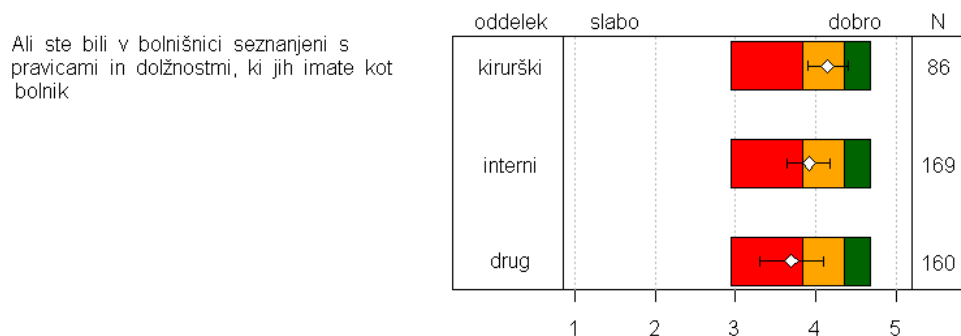 Ali ste bili v bolnišnici seznanjeni s
pravicami in dolžnostmi, ki jih imate kot
bolnik
oddelek slabo dobro N
kirurški 86
interni 169
drug 160
1 2 3 4 5